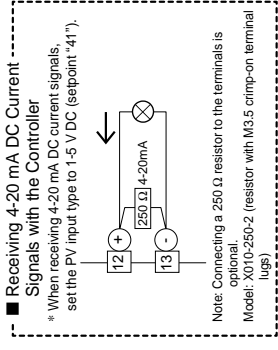 ■ Receiving 4-20 mA DC Current
Signals with the Controller
* When receiving 4-20 mA DC current signals,
set the PV input type to 1-5 V DC (setpoint “41”).
12 +
250 Ω 4-20mA
13 -
Note: Connecting a 250 Ω resistor to the terminals is
optional.
Model: X010-250-2 (resistor with M3.5 crimp-on terminal
lugs)